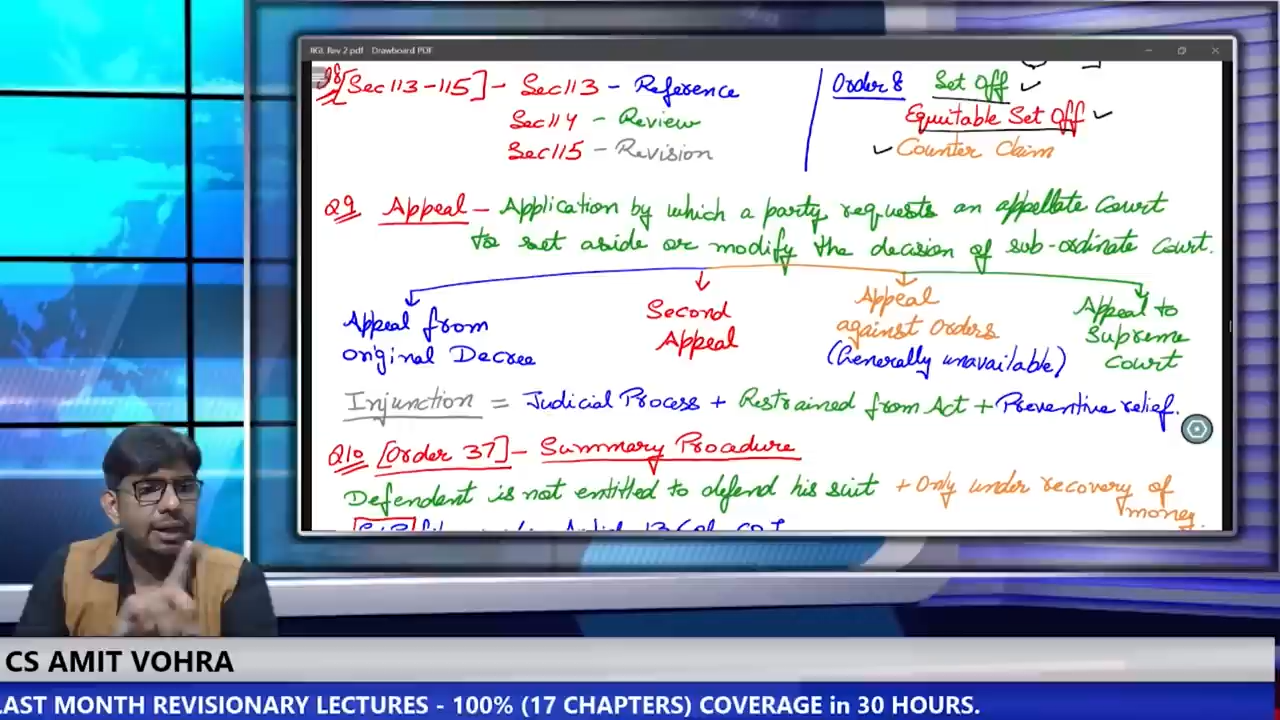 JIGL Rev 2.pdf - Drawboard PDF
[Sec 113-115] - Sec 113 - Reference
Sec 114 - Review
Sec 115 - Revision
Order 8 Set Off
Equitable Set Off
Counter Claim
Q9 Appeal - Application by which a party requests an appellate Court
to set aside or modify the decision of sub-ordinate Court.
Appeal from
original Decree
Second
Appeal
Appeal
against Orders
(Generally unavailable)
Appeal to
Supreme
Court
Injunction = Judicial Process + Restrained from Act + Preventive relief.
Q10 [Order 37] - Summary Procadure
Defendent is not entitled to defend his suit + Only under recovery of
money.
CS AMIT VOHRA
LAST MONTH REVISIONARY LECTURES - 100% (17 CHAPTERS) COVERAGE in 30 HOURS.